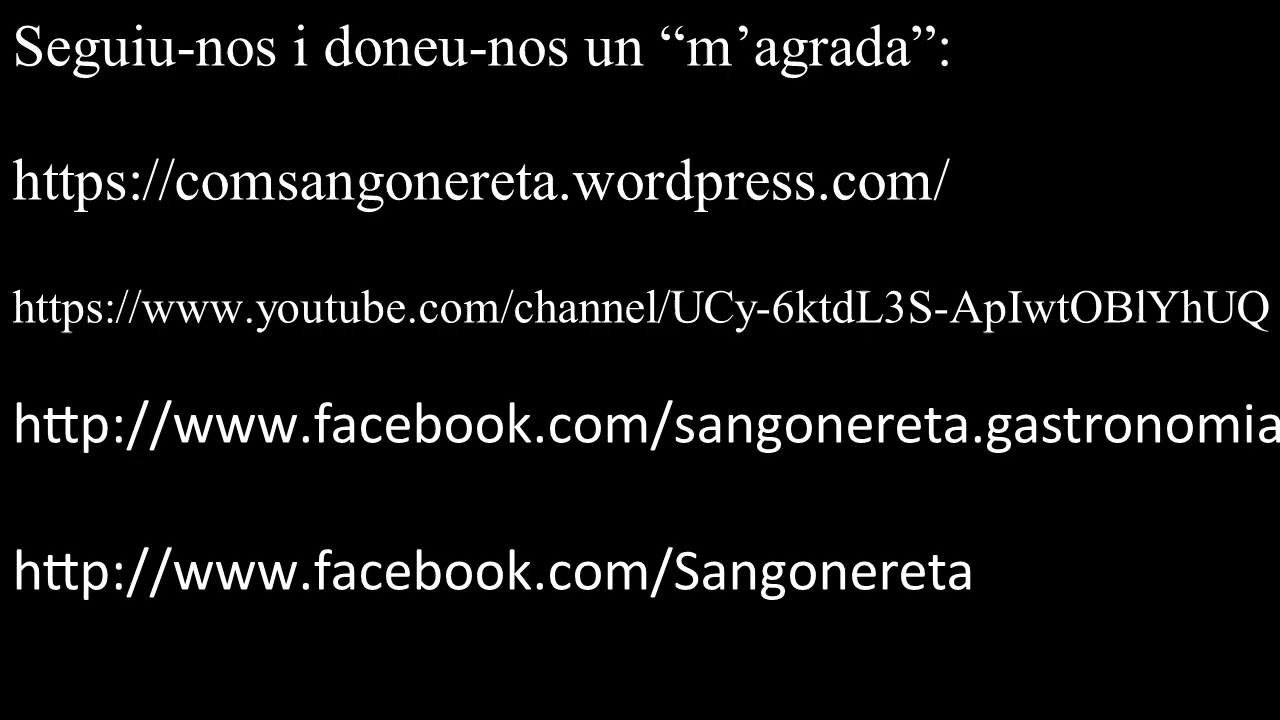 Seguiu-nos i doneu-nos un “m’agrada”:
https://comsangonereta.wordpress.com/
https://www.youtube.com/channel/UCy-6ktdL3S-ApIwtOBlYhUQ
http://www.facebook.com/sangonereta.gastronomia
http://www.facebook.com/Sangonereta